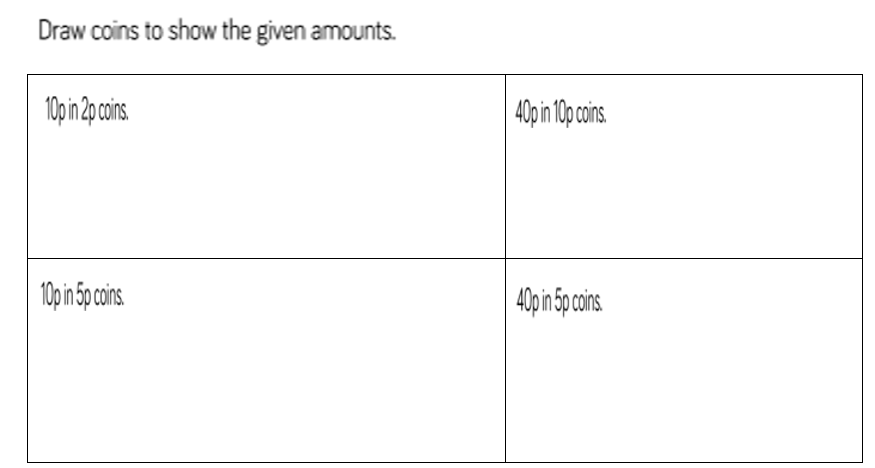 Draw coins to show the given amounts.
10p in 2p coins.
40p in 10p coins.
10p in 5p coins.
40p in 5p coins.